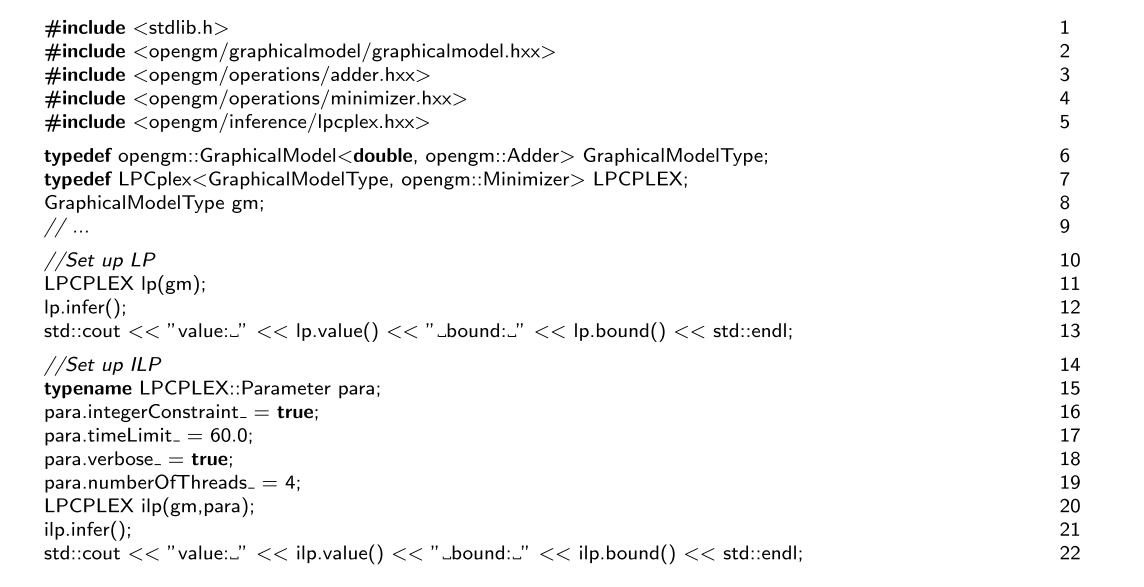 #include <stdlib.h> 1
#include <opengm/graphicalmodel/graphicalmodel.hxx> 2
#include <opengm/operations/adder.hxx> 3
#include <opengm/operations/minimizer.hxx> 4
#include <opengm/inference/lpcplex.hxx> 5
typedef opengm::GraphicalModel<double, opengm::Adder> GraphicalModelType; 6
typedef LPCplex<GraphicalModelType, opengm::Minimizer> LPCPLEX; 7
GraphicalModelType gm; 8
// ... 9
//Set up LP 10
LPCPLEX lp(gm); 11
lp.infer(); 12
std::cout << "value:␣" << lp.value() << "␣bound:␣" << lp.bound() << std::endl; 13
//Set up ILP 14
typename LPCPLEX::Parameter para; 15
para.integerConstraint_ = true; 16
para.timeLimit_ = 60.0; 17
para.verbose_ = true; 18
para.numberOfThreads_ = 4; 19
LPCPLEX ilp(gm,para); 20
ilp.infer(); 21
std::cout << "value:␣" << ilp.value() << "␣bound:␣" << ilp.bound() << std::endl; 22